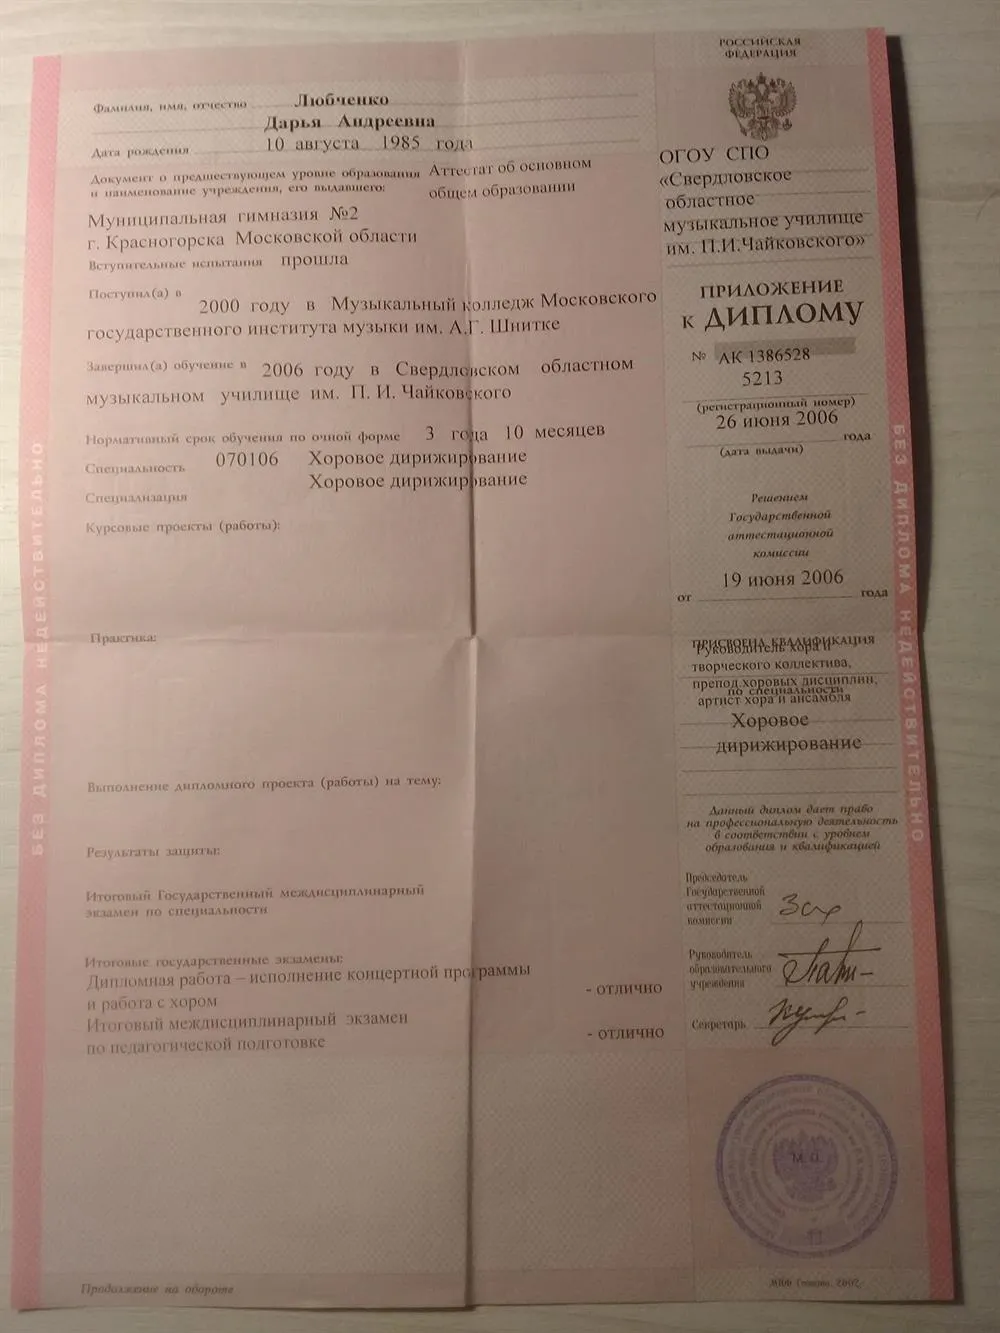 Фамилия, имя, отчество Любченко
Дарья Андреевна
Дата рождения 10 августа 1985 года
Документ о предшествующем уровне образования Аттестат об основном
и наименование учреждения, его выдавшего: общем образовании
Муниципальная гимназия №2
г. Красногорска Московской области
Вступительные испытания прошла
Поступил(а) в 2000 году в Музыкальный колледж Московского
государственного института музыки им. А.Г. Шнитке
Завершил(а) обучение в 2006 году в Свердловском областном
музыкальном училище им. П. И. Чайковского
Нормативный срок обучения по очной форме 3 года 10 месяцев
Специальность 070106 Хоровое дирижирование
Специализация Хоровое дирижирование
Курсовые проекты (работы):
Практика:
Выполнение дипломного проекта (работы) на тему:
Результаты защиты:
Итоговый Государственный междисциплинарный
экзамен по специальности
Итоговые государственные экзамены:
Дипломная работа – исполнение концертной программы
и работа с хором - отлично
Итоговый междисциплинарный экзамен
по педагогической подготовке - отлично
Продолжение на обороте
РОССИЙСКАЯ
ФЕДЕРАЦИЯ
ОГОУ СПО
«Свердловское
областное
музыкальное училище
им. П.И.Чайковского»
ПРИЛОЖЕНИЕ
К ДИПЛОМУ
№ АК 1386528
5213
(регистрационный номер)
26 июня 2006
года
(дата выдачи)
Решением
Государственной
аттестационной
комиссии
19 июня 2006
от года
ПРИСВОЕНА КВАЛИФИКАЦИЯ
Руководитель хора и
творческого коллектива,
препод.хоровых дисциплин,
по специальности
артист хора и ансамбля
Хоровое
дирижирование
Данный диплом дает право
на профессиональную деятельность
в соответствии с уровнем
образования и квалификацией
Председатель
Государственной
аттестационной
комиссии
Руководитель
образовательного
учреждения
Секретарь
М.О.
БЕЗ ДИПЛОМА НЕДЕЙСТВИТЕЛЬНО
БЕЗ ДИПЛОМА НЕДЕЙСТВИТЕЛЬНО